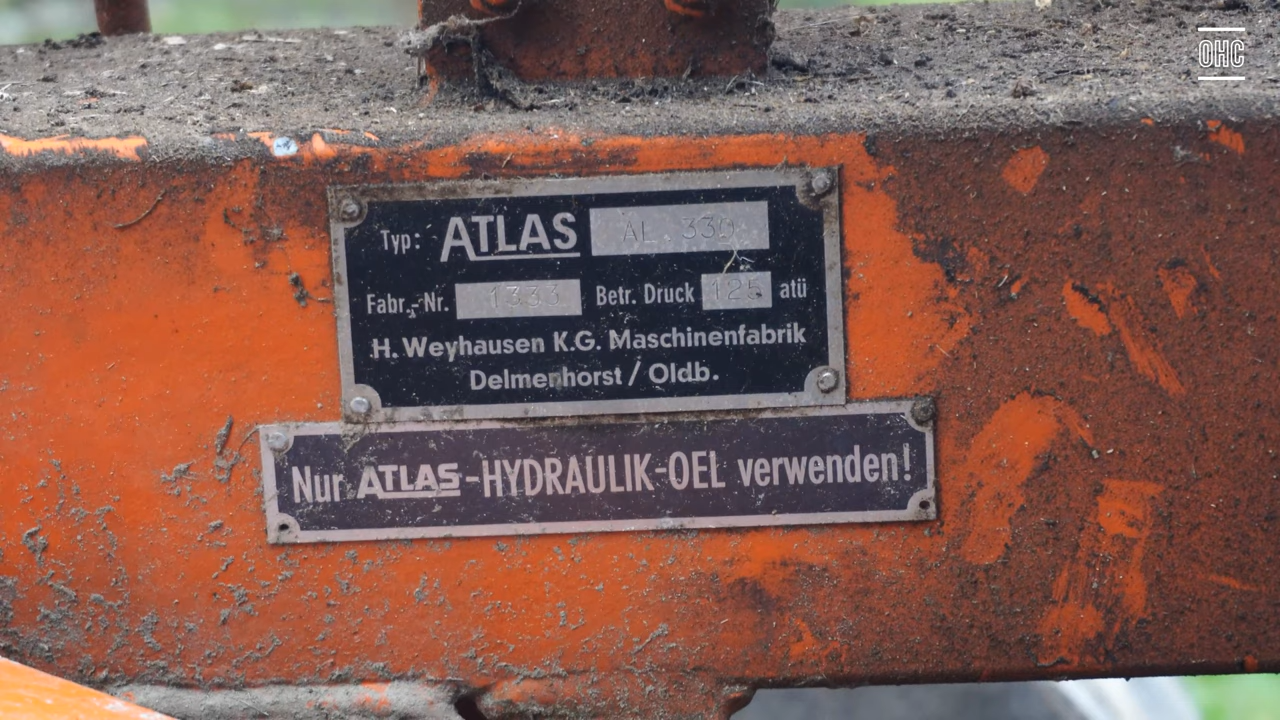 OHC
Typ: ATLAS AL 330
Fabr.-Nr. 1333 Betr. Druck 125 atü
H. Weyhausen K.G. Maschinenfabrik
Delmenhorst / Oldb.
Nur ATLAS-HYDRAULIK-OEL verwenden!